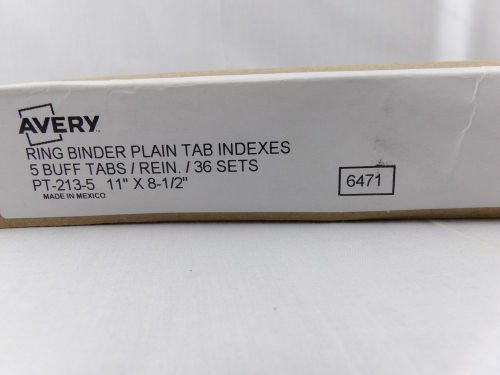 AVERY
RING BINDER PLAIN TAB INDEXES
5 BUFF TABS / REIN. / 36 SETS
PT-213-5 11" X 8-1/2"
MADE IN MEXICO
6471